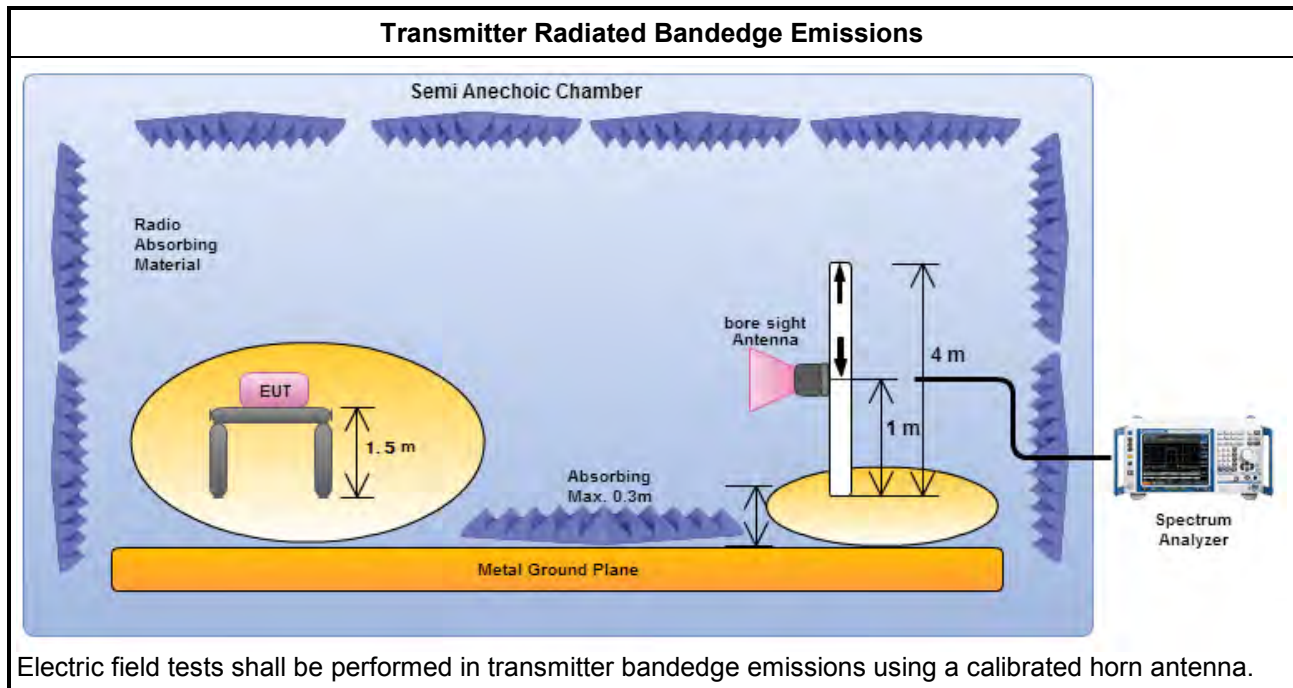 Transmitter Radiated Bandedge Emissions
Semi Anechoic Chamber
Radio
Absorbing
Material
bore sight
Antenna
4 m
EUT
1.5 m
1 m
Absorbing
Max. 0.3m
Spectrum
Analyzer
Metal Ground Plane
Electric field tests shall be performed in transmitter bandedge emissions using a calibrated horn antenna.